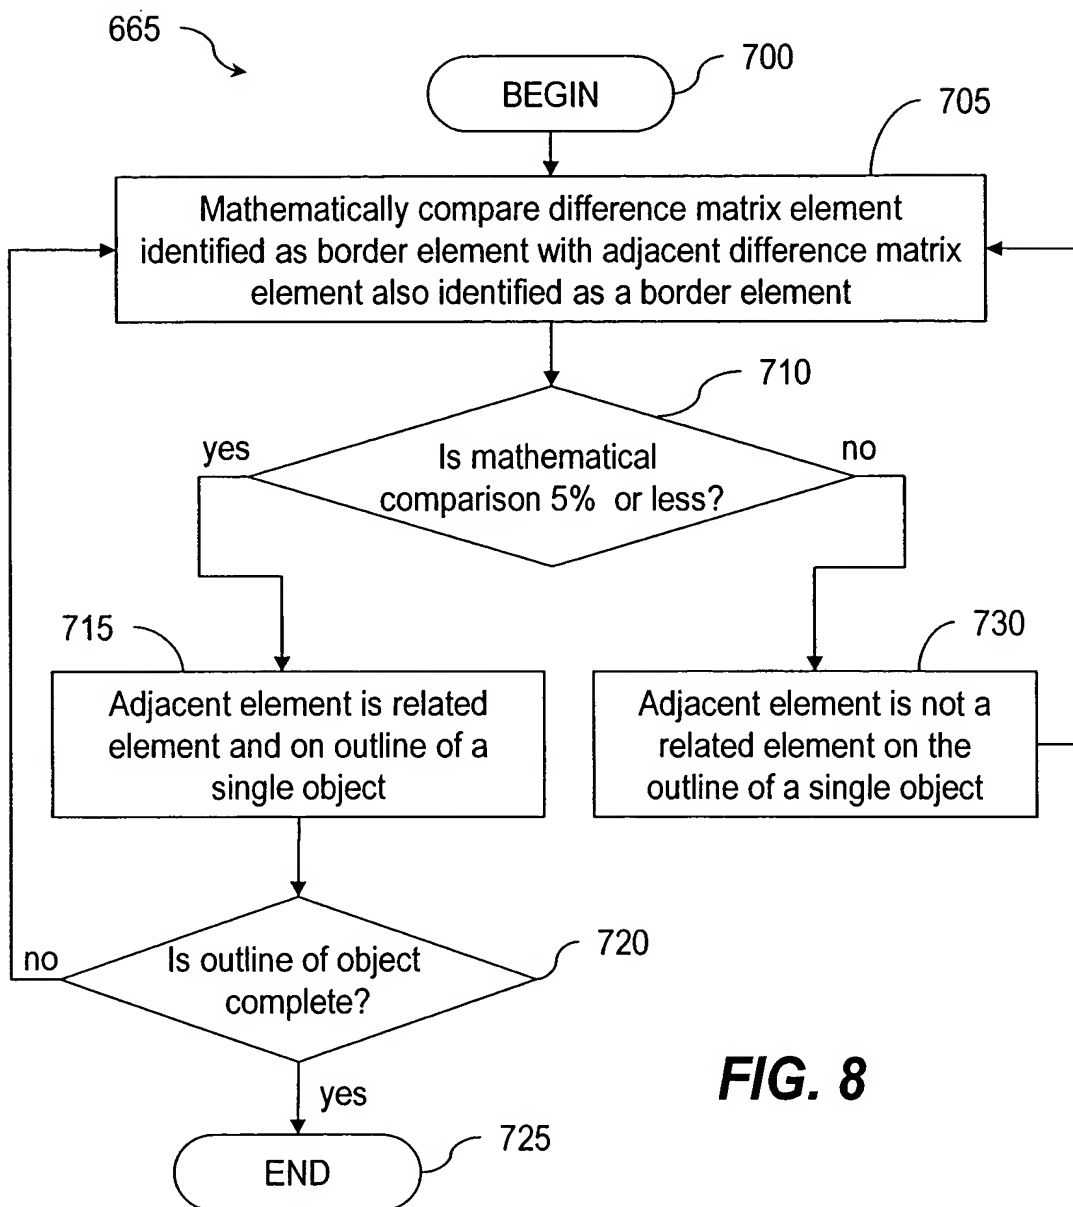 665
700
BEGIN
705
Mathematically compare difference matrix element
identified as border element with adjacent difference matrix
element also identified as a border element
710
yes
no
Is mathematical
comparison 5% or less?
715
730
Adjacent element is related
element and on outline of a
single object
Adjacent element is not a
related element on the
outline of a single object
720
no
Is outline of object
complete?
FIG. 8
yes
725
END